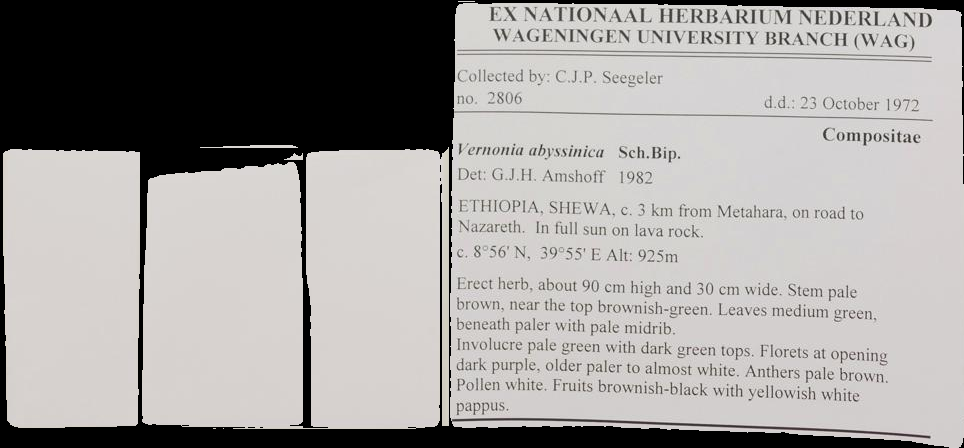 EX NATIONAAL HERBARIUM NEDERLAND
WAGENINGEN UNIVERSITY BRANCH (WAG)
Collected by: C.J.P. Seegeler
no. 2806 d.d.: 23 October 1972
Compositae
Vernonia abyssinica Sch.Bip.
Det: G.J.H. Amshoff 1982
ETHIOPIA, SHEWA, c. 3 km from Metahara, on road to
Nazareth. In full sun on lava rock.
c. 8°56' N, 39°55' E Alt: 925m
Erect herb, about 90 cm high and 30 cm wide. Stem pale
brown, near the top brownish-green. Leaves medium green,
beneath paler with pale midrib.
Involucre pale green with dark green tops. Florets at opening
dark purple, older paler to almost white. Anthers pale brown.
Pollen white. Fruits brownish-black with yellowish white
pappus.